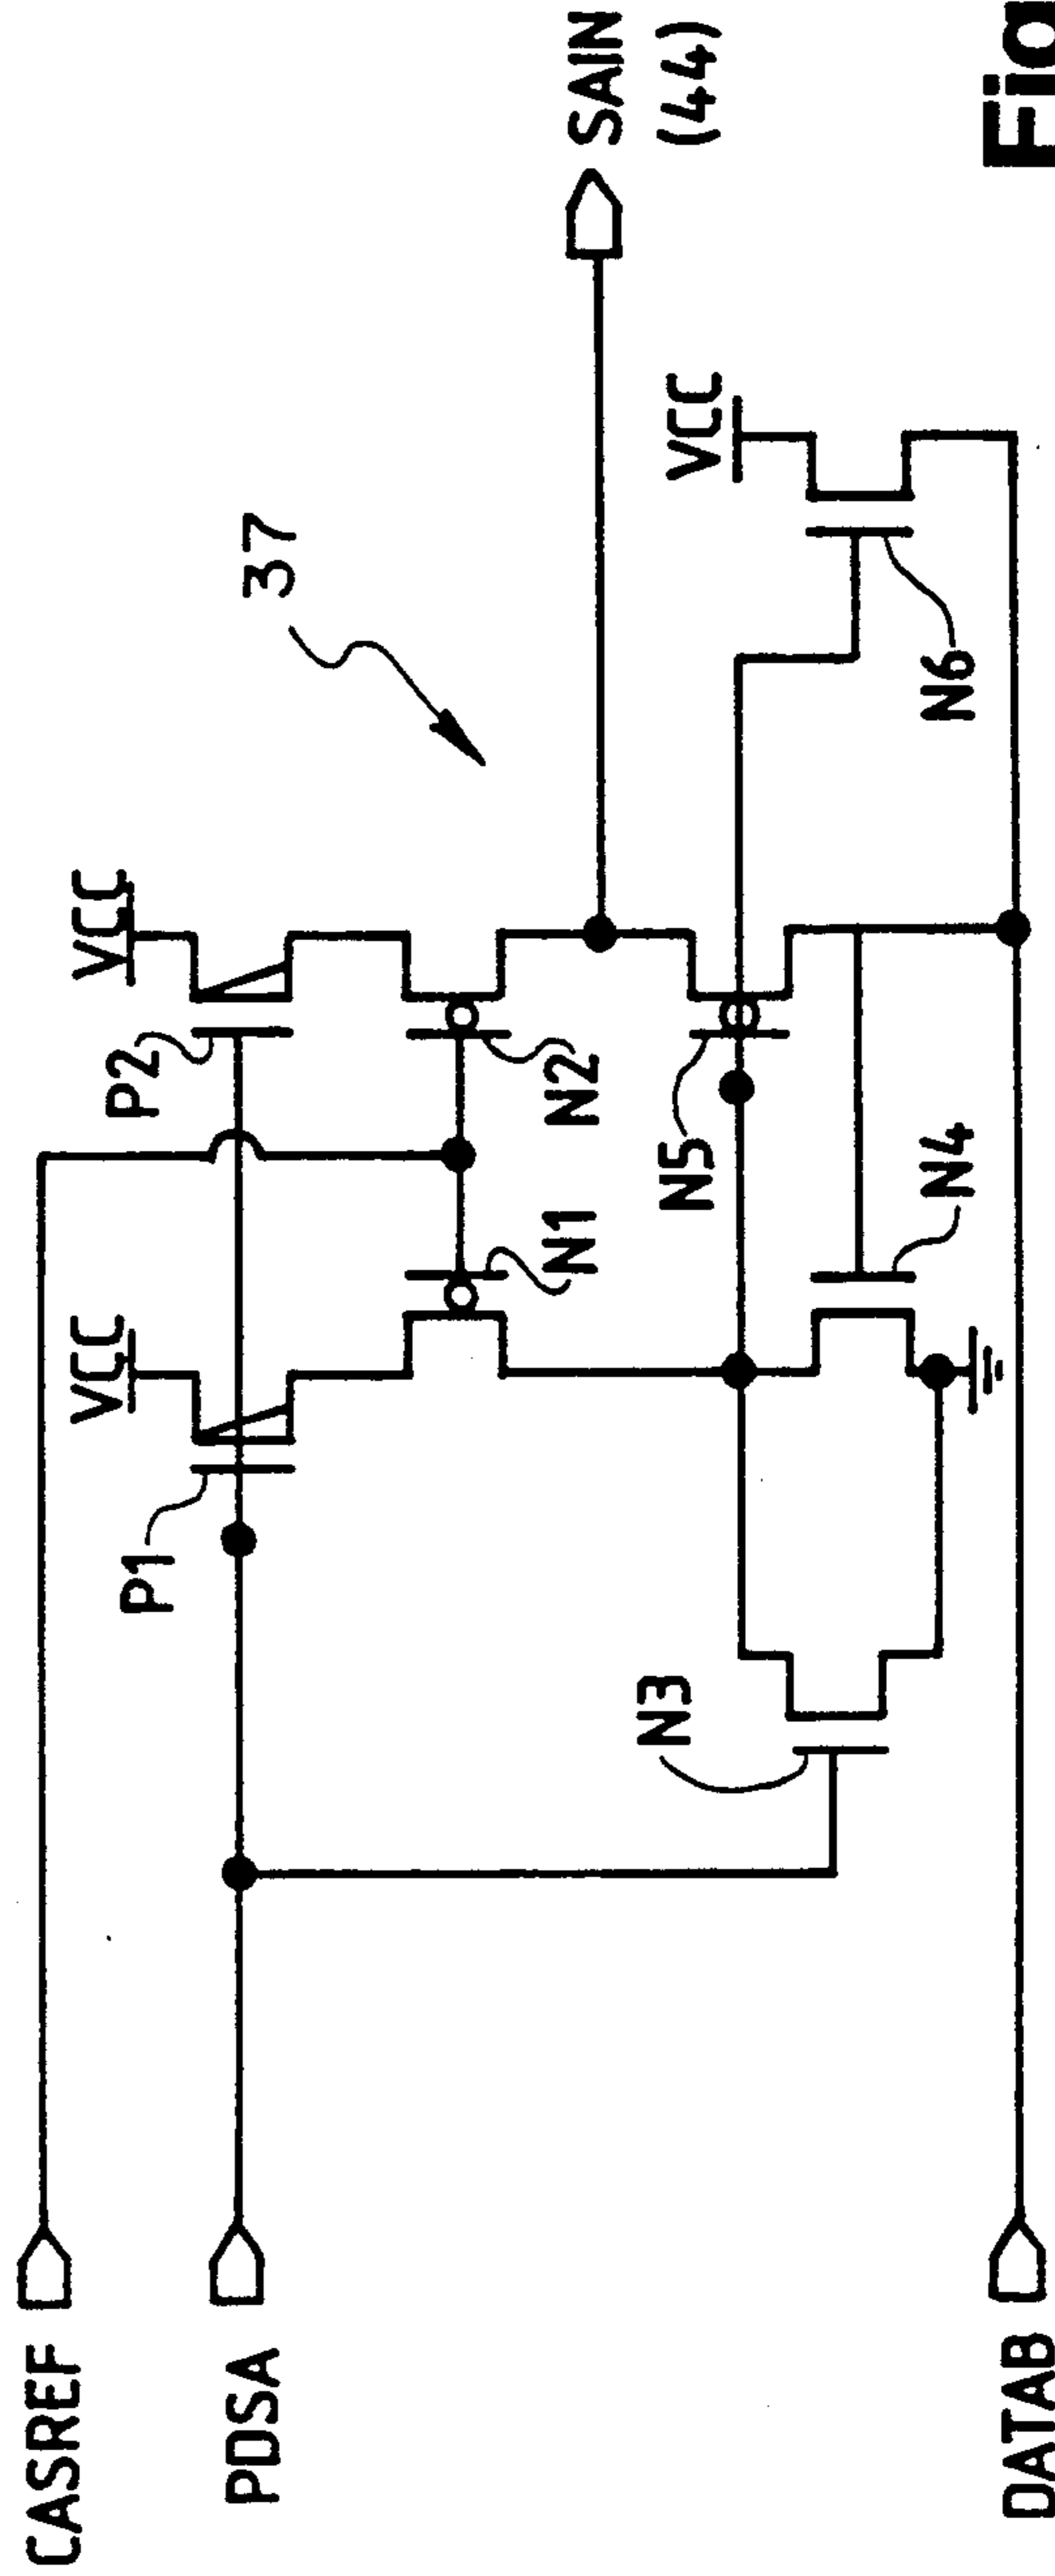 CASREF
PDSA
DATAB
VCC
VCC
P1
P2
N1
N2
N3
N4
N5
N6
VCC
37
SAIN
(44)
Fig